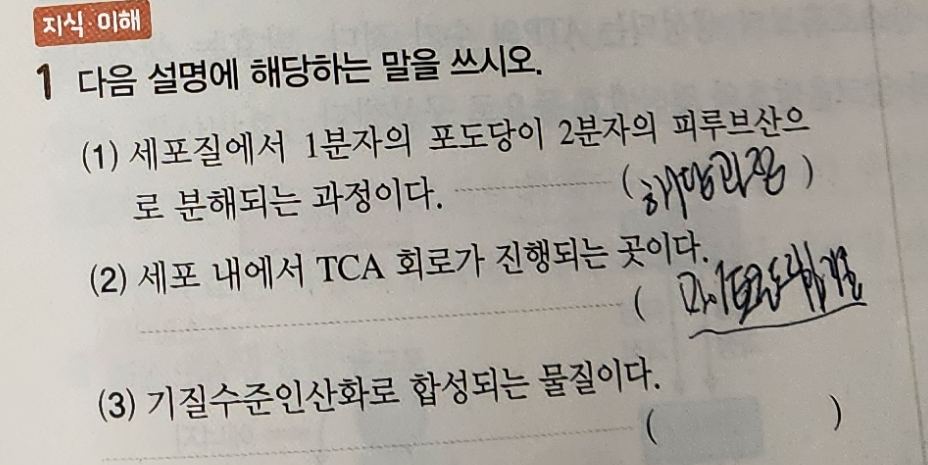 지식·이해
1 다음 설명에 해당하는 말을 쓰시오.
(1) 세포질에서 1분자의 포도당이 2분자의 피루브산으
로 분해되는 과정이다. (해당과정)
(2) 세포 내에서 TCA 회로가 진행되는 곳이다.
(
(3) 기질수준인산화로 합성되는 물질이다.
( )